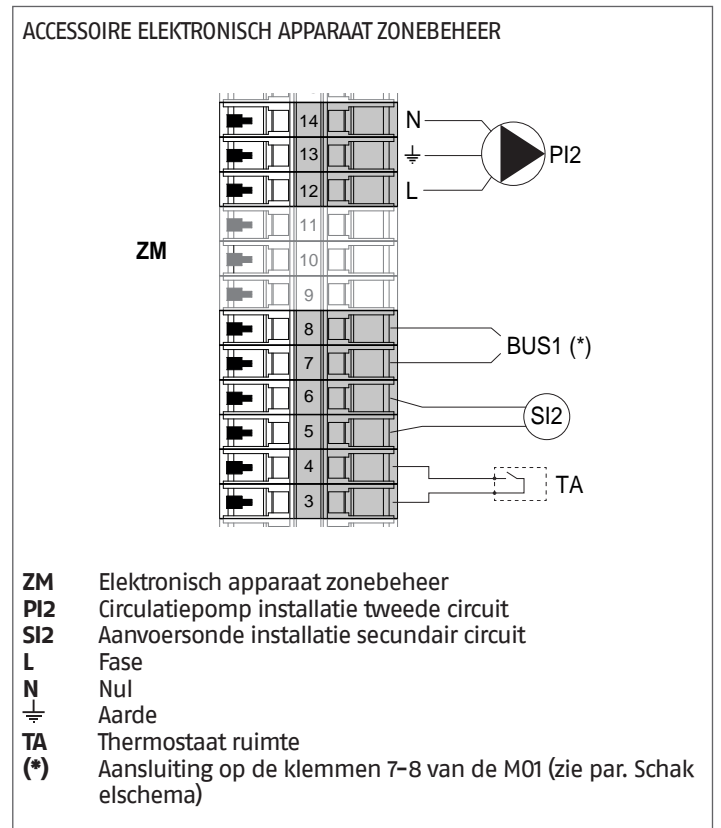 ACCESSOIRE ELEKTRONISCH APPARAAT ZONEBEHEER
14 N
13 PI2
12 L
11
ZM
10
9
8
BUS1 (*)
7
6
SI2
5
4
TA
3
ZM Elektronisch apparaat zonebeheer
PI2 Circulatiepomp installatie tweede circuit
SI2 Aanvoersonde installatie secundair circuit
L Fase
N Nul
⏚ Aarde
TA Thermostaat ruimte
(*) Aansluiting op de klemmen 7-8 van de M01 (zie par. Schak
elschema)